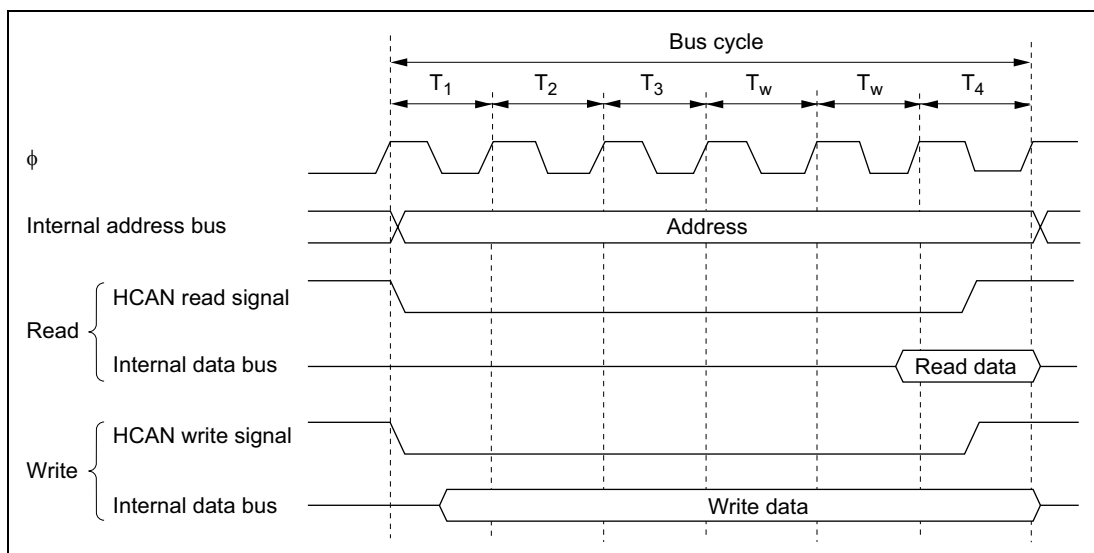 Bus cycle
T1 T2 T3 Tw Tw T4
ϕ
Internal address bus Address
HCAN read signal
Read
Internal data bus Read data
HCAN write signal
Write
Internal data bus Write data